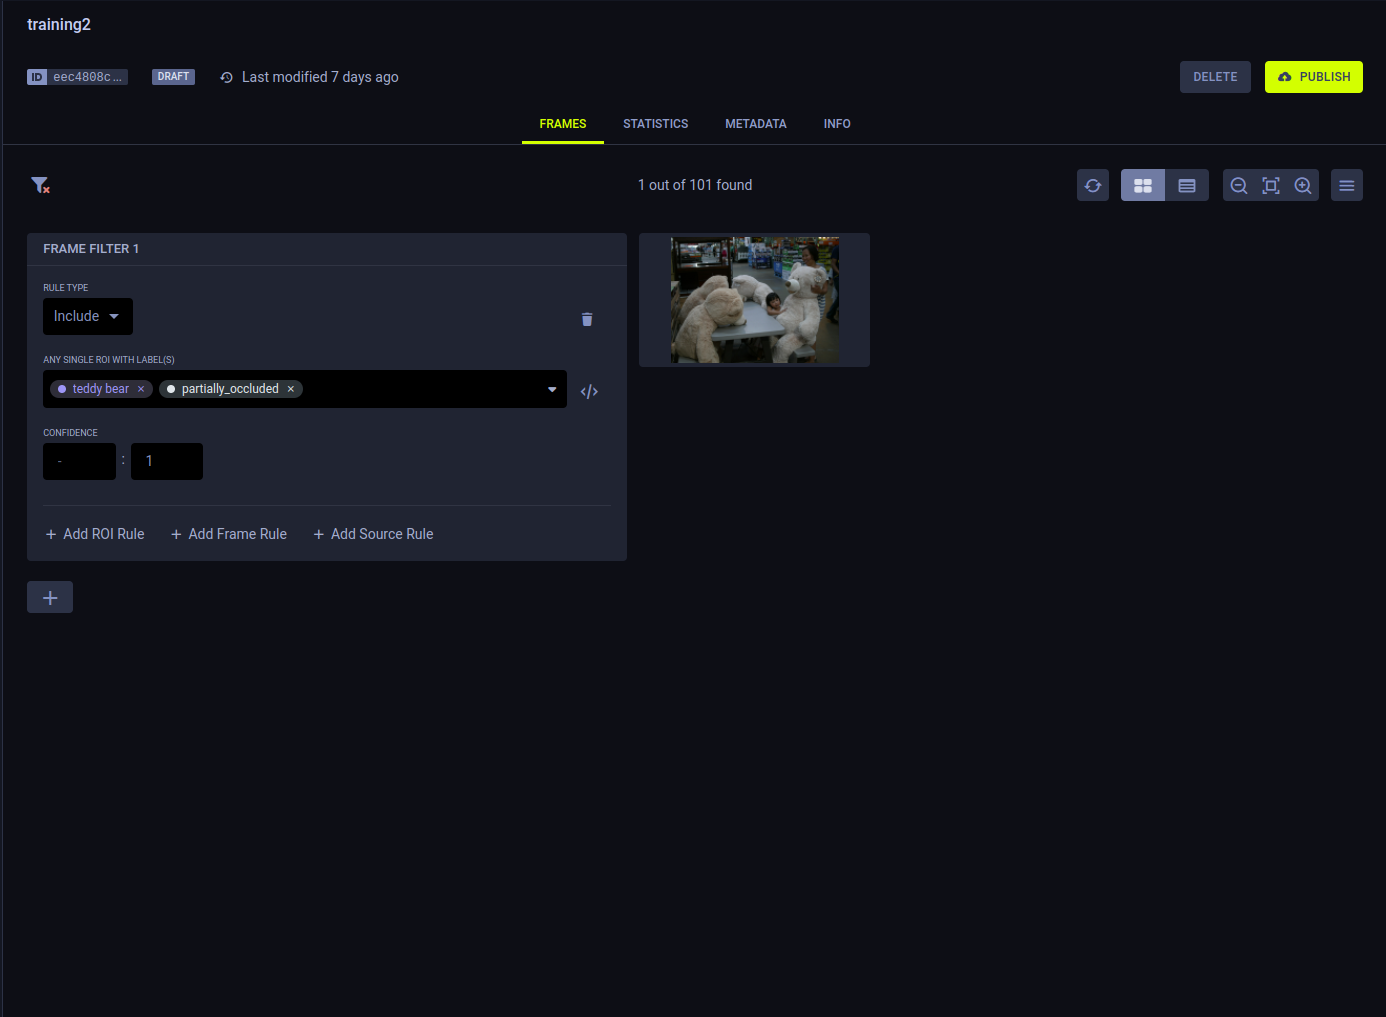 training2
ID eec4808c...
DRAFT
Last modified 7 days ago
DELETE
PUBLISH
FRAMES
STATISTICS
METADATA
INFO
1 out of 101 found
FRAME FILTER 1
RULE TYPE
Include
ANY SINGLE ROI WITH LABEL(S)
teddy bear ×
partially_occluded ×
</>
CONFIDENCE
- : 1
+ Add ROI Rule
+ Add Frame Rule
+ Add Source Rule
+